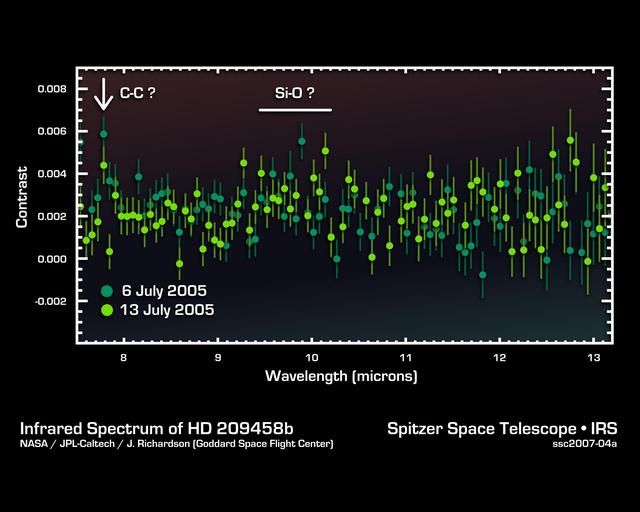 C-C ?
Si-O ?
0.008
0.006
0.004
0.002
0.000
-0.002
Contrast
6 July 2005
13 July 2005
8
9
10
11
12
13
Wavelength (microns)
Infrared Spectrum of HD 209458b
NASA / JPL-Caltech / J. Richardson (Goddard Space Flight Center)
Spitzer Space Telescope • IRS
ssc2007-04a